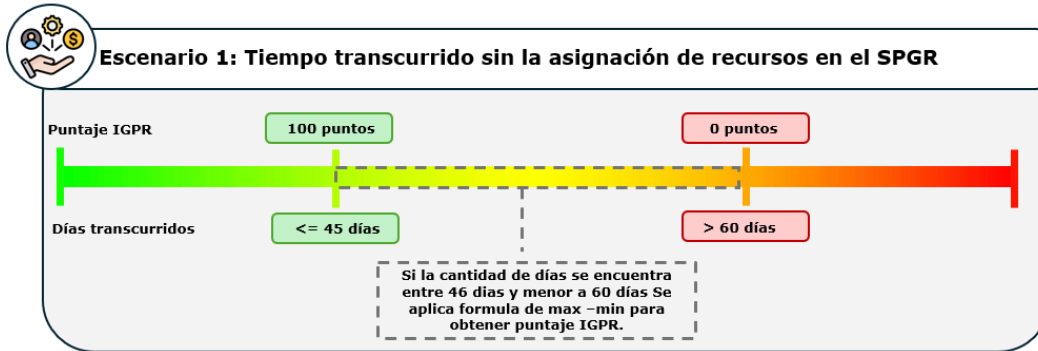 Escenario 1: Tiempo transcurrido sin la asignación de recursos en el SPGR
Puntaje IGPR
100 puntos
0 puntos
Días transcurridos
<= 45 días
> 60 días
Si la cantidad de días se encuentra
entre 46 dias y menor a 60 días Se
aplica formula de max –min para
obtener puntaje IGPR.